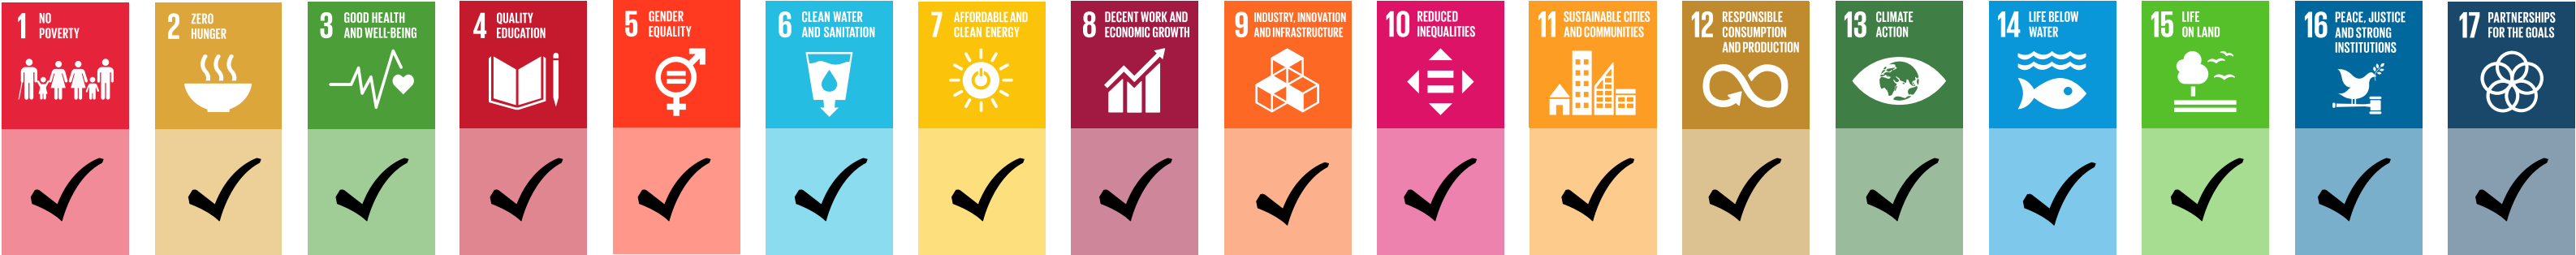 1 NO
POVERTY
2 ZERO
HUNGER
3 GOOD HEALTH
AND WELL-BEING
4 QUALITY
EDUCATION
5 GENDER
EQUALITY
6 CLEAN WATER
AND SANITATION
7 AFFORDABLE AND
CLEAN ENERGY
8 DECENT WORK AND
ECONOMIC GROWTH
9 INDUSTRY, INNOVATION
AND INFRASTRUCTURE
10 REDUCED
INEQUALITIES
11 SUSTAINABLE CITIES
AND COMMUNITIES
12 RESPONSIBLE
CONSUMPTION
AND PRODUCTION
13 CLIMATE
ACTION
14 LIFE BELOW
WATER
15 LIFE
ON LAND
16 PEACE, JUSTICE
AND STRONG
INSTITUTIONS
17 PARTNERSHIPS
FOR THE GOALS